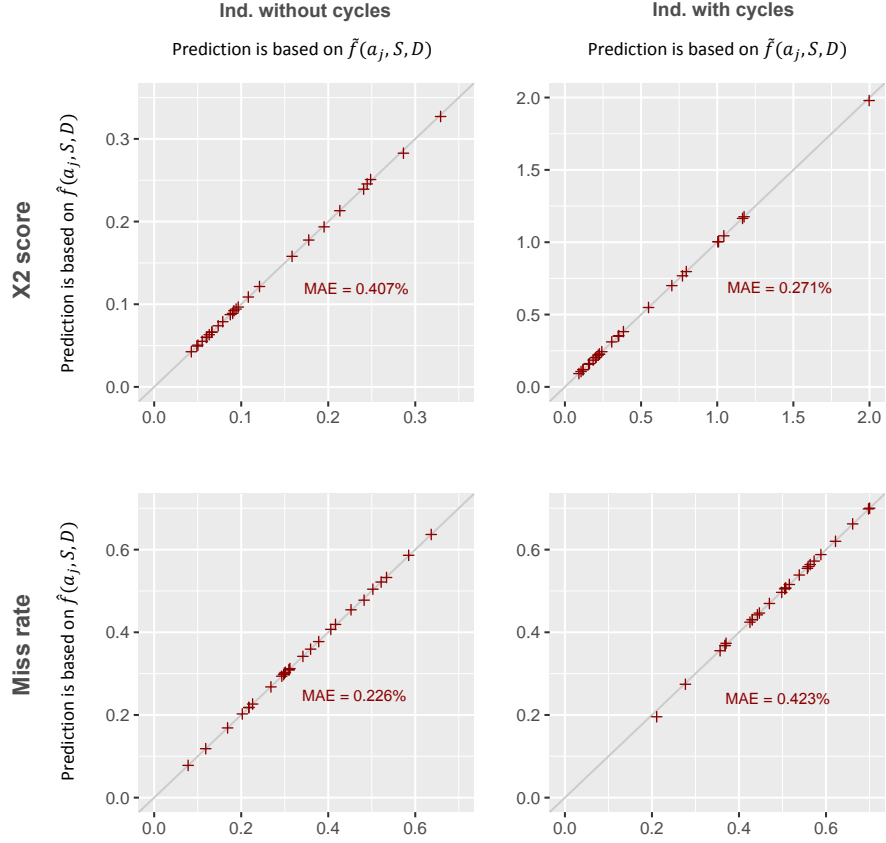 Ind. without cycles
Ind. with cycles
Prediction is based on f̃(a_j, S, D)
Prediction is based on f̃(a_j, S, D)
X2 score
Prediction is based on f̂(a_j, S, D)
0.3
0.2
0.1
0.0
MAE = 0.407%
0.0 0.1 0.2 0.3
2.0
1.5
1.0
0.5
0.0
MAE = 0.271%
0.0 0.5 1.0 1.5 2.0
Miss rate
Prediction is based on f̂(a_j, S, D)
0.6
0.4
0.2
0.0
MAE = 0.226%
0.0 0.2 0.4 0.6
0.6
0.4
0.2
0.0
MAE = 0.423%
0.0 0.2 0.4 0.6